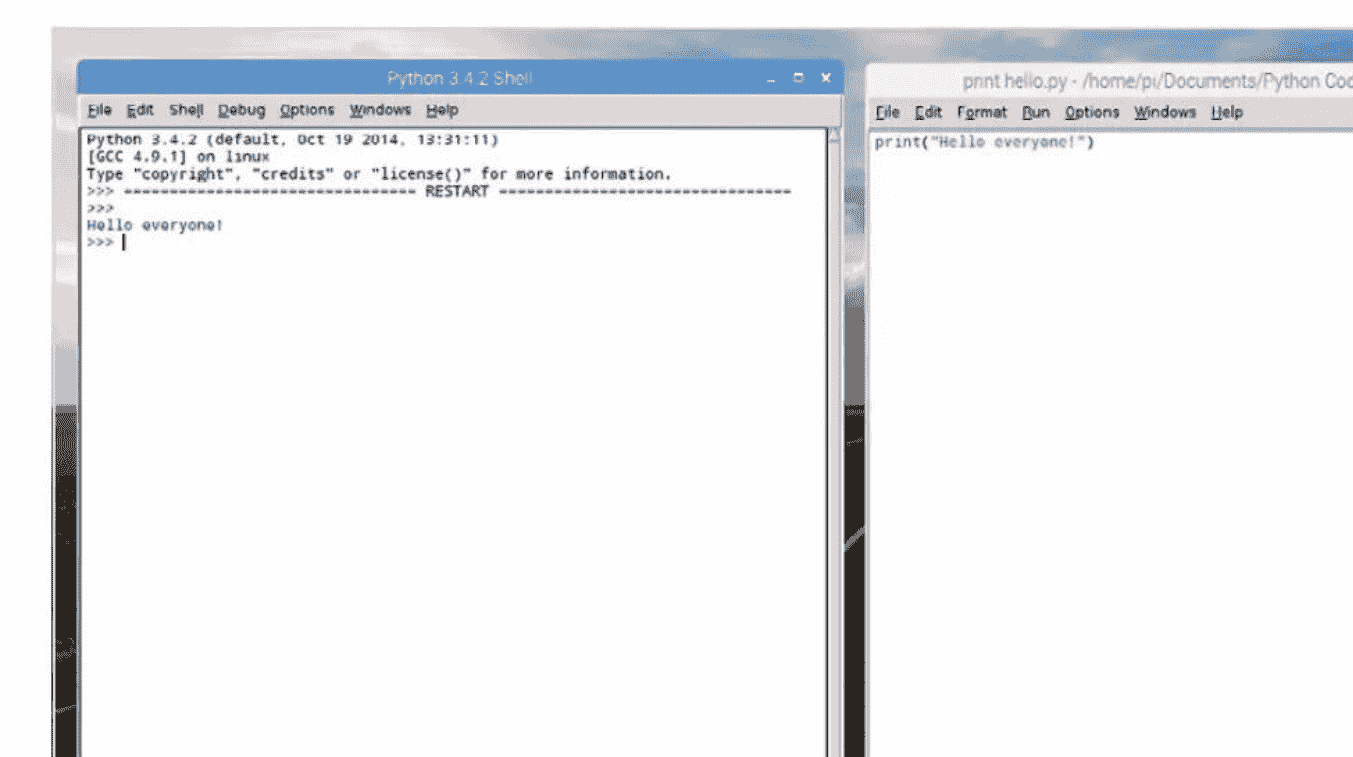 Python 3.4.2 Shell
File Edit Shell Debug Options Windows Help
Python 3.4.2 (default, Oct 19 2014, 13:31:11)
[GCC 4.9.1] on linux
Type "copyright", "credits" or "license()" for more information.
>>> ================================ RESTART ================================
>>>
Hello everyone!
>>>
print hello.py - /home/pi/Documents/Python Coo
File Edit Format Run Options Windows Help
print("Hello everyone!")